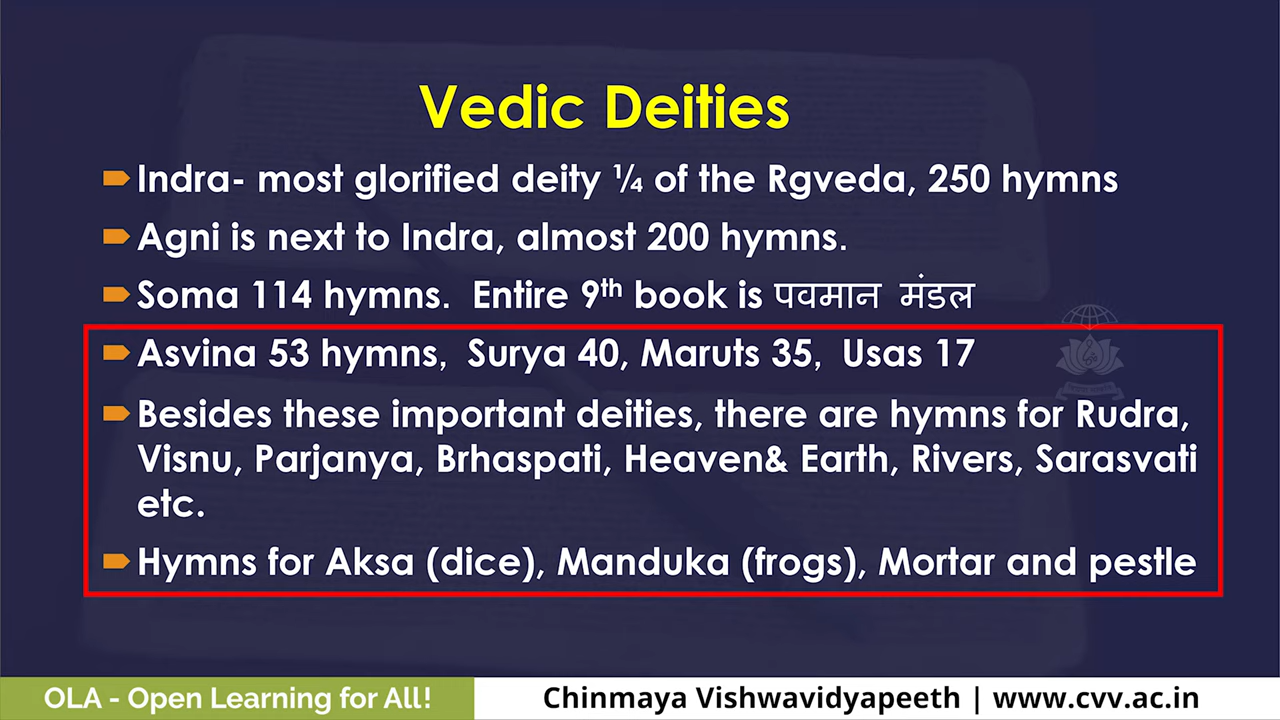 Vedic Deities
Indra- most glorified deity ¼ of the Rgveda, 250 hymns
Agni is next to Indra, almost 200 hymns.
Soma 114 hymns. Entire 9th book is पवमान मंडल
Asvina 53 hymns, Surya 40, Maruts 35, Usas 17
Besides these important deities, there are hymns for Rudra,
Visnu, Parjanya, Brhaspati, Heaven& Earth, Rivers, Sarasvati
etc.
Hymns for Aksa (dice), Manduka (frogs), Mortar and pestle
OLA - Open Learning for All!
Chinmaya Vishwavidyapeeth | www.cvv.ac.in